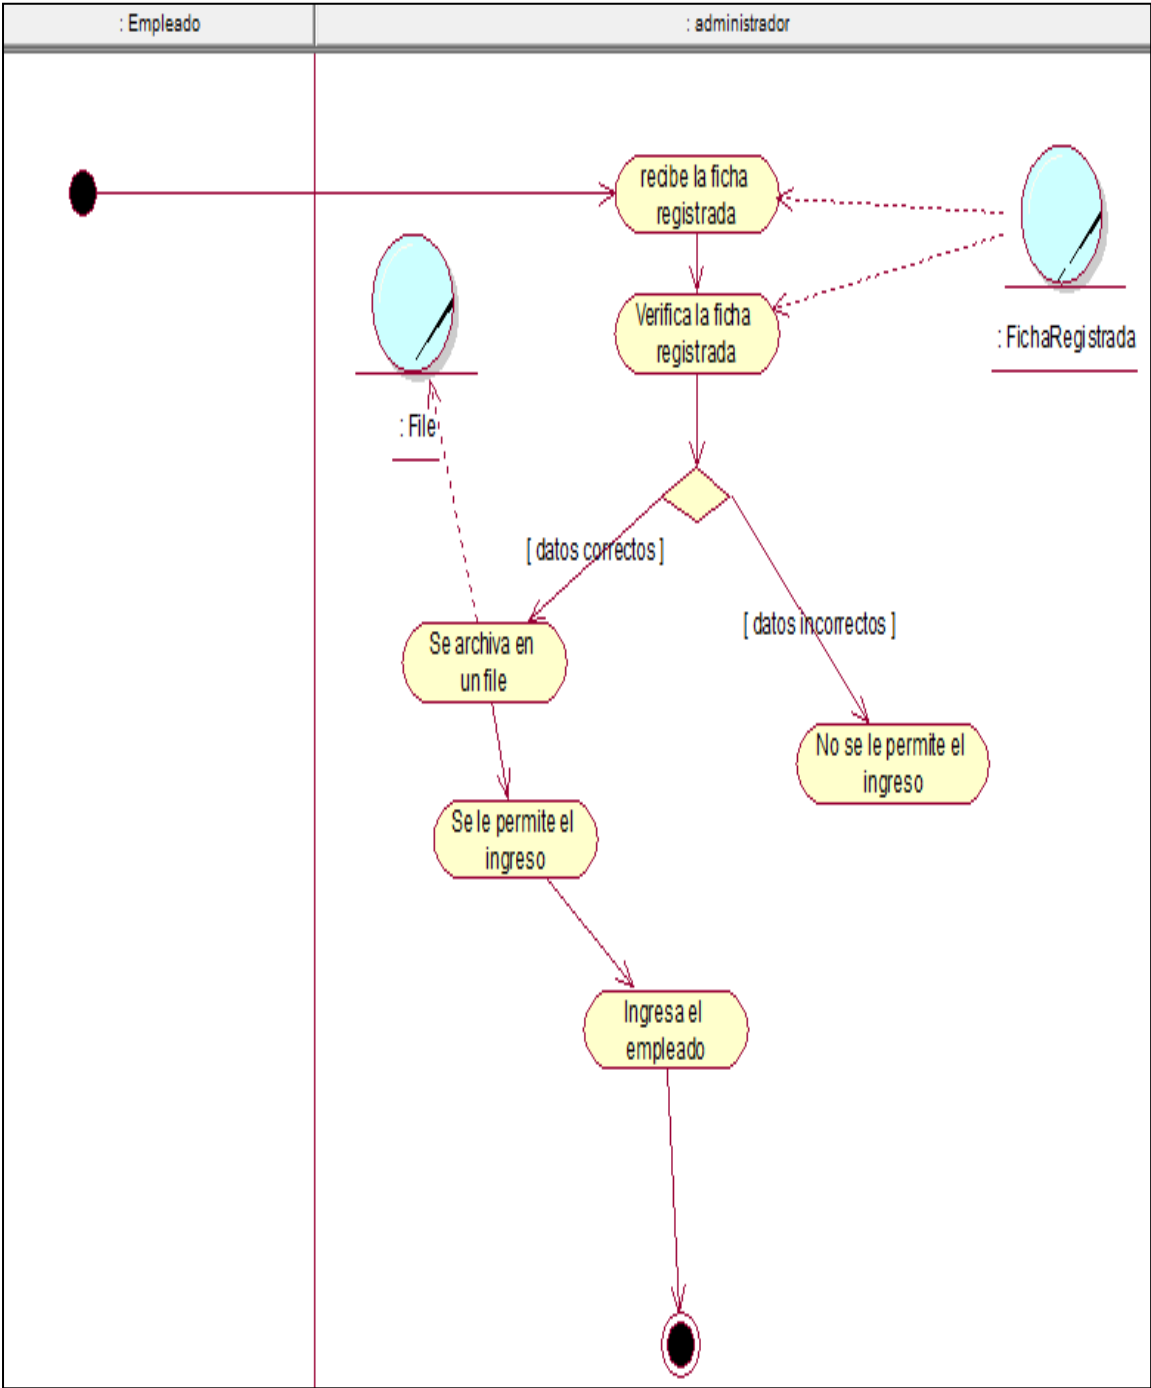 : Empleado
: administrador
recibe la ficha
registrada
Verifica la ficha
registrada
: FichaRegistrada
: File
[ datos correctos ]
[ datos incorrectos ]
Se archiva en
un file
No se le permite el
ingreso
Se le permite el
ingreso
Ingresa el
empleado